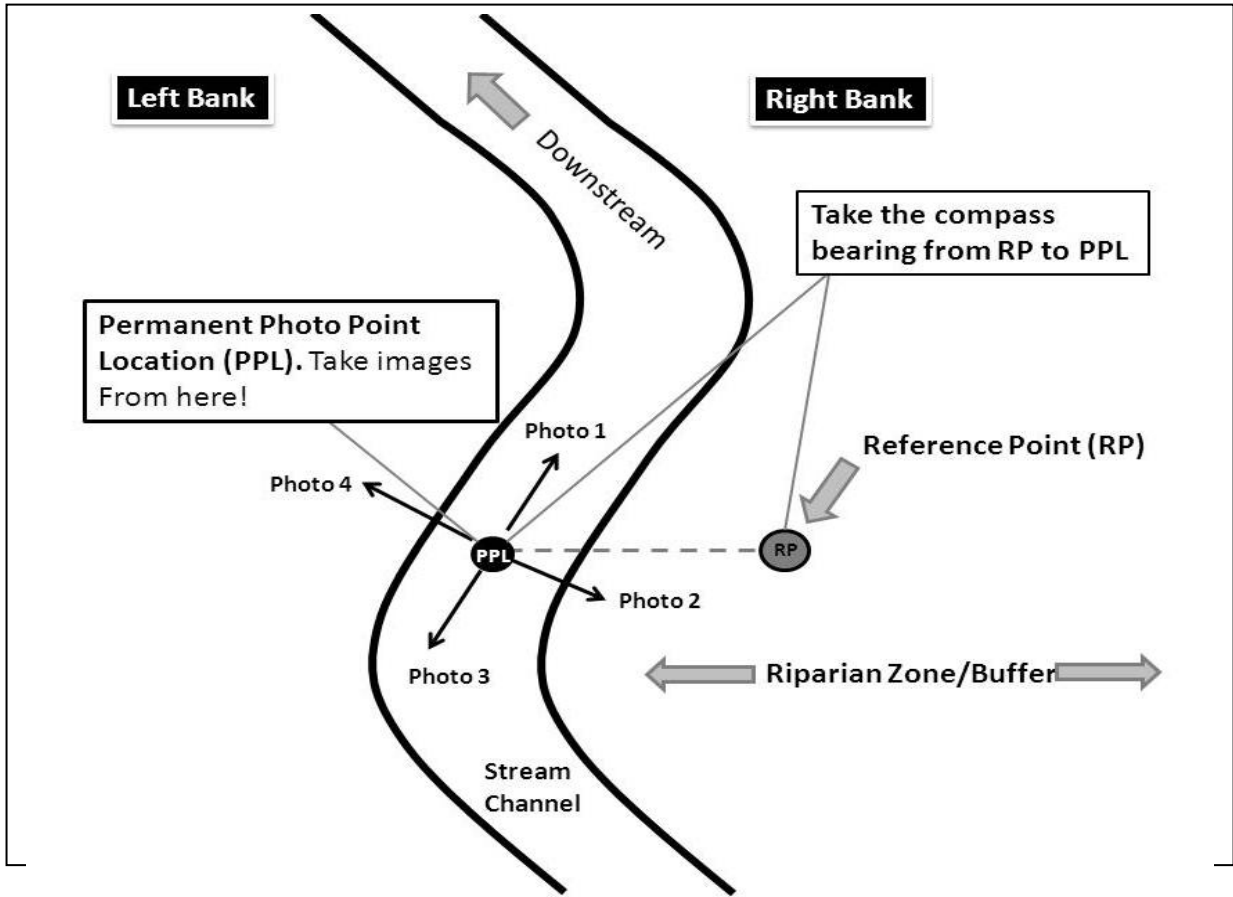 Left Bank
Right Bank
Downstream
Take the compass
bearing from RP to PPL
Permanent Photo Point
Location (PPL). Take images
From here!
Photo 1
Reference Point (RP)
Photo 4
PPL
RP
Photo 2
Photo 3
Riparian Zone/Buffer
Stream
Channel